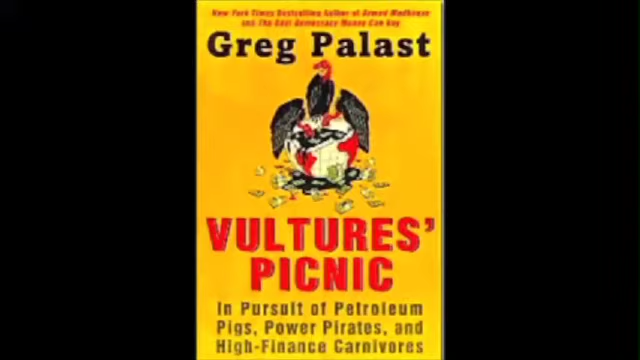 New York Times Bestselling Author of Armed Madhouse
and The Best Democracy Money Can Buy
Greg Palast
VULTURES'
PICNIC
In Pursuit of Petroleum
Pigs, Power Pirates, and
High-Finance Carnivores